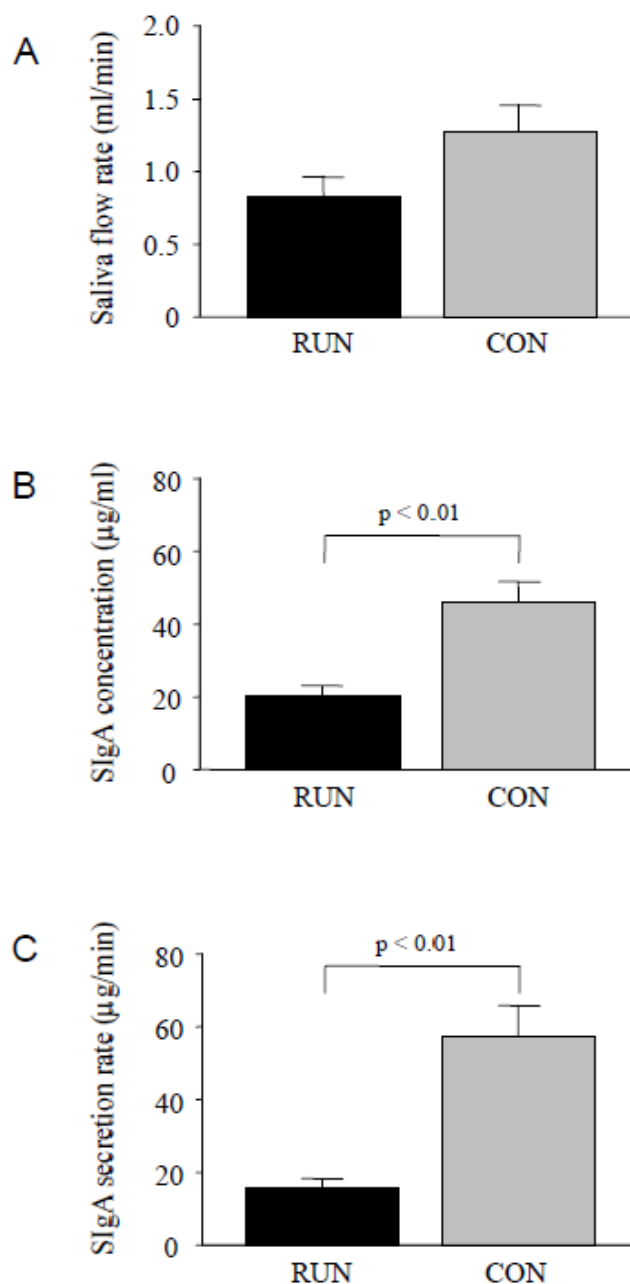 A
Saliva flow rate (ml/min)
2.0
1.5
1.0
0.5
0
RUN CON
B
SIgA concentration (µg/ml)
80
60
40
20
0
p < 0.01
RUN CON
C
SIgA secretion rate (µg/min)
80
60
40
20
0
p < 0.01
RUN CON